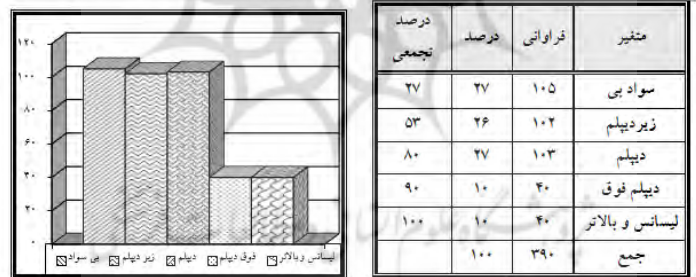 ۱۲۰
۱۰۰
۸۰
۶۰
۴۰
۲۰
۰
بی سواد زیر دیپلم دیپلم فوق دیپلم لیسانس وبالاتر
متغیر فراوانی درصد درصد تجمعی
سواد بی ۱۰۵ ۲۷ ۲۷
زیردیپلم ۱۰۲ ۲۶ ۵۳
دیپلم ۱۰۳ ۲۷ ۸۰
دیپلم فوق ۴۰ ۱۰ ۹۰
لیسانس و بالاتر ۴۰ ۱۰ ۱۰۰
جمع ۳۹۰ ۱۰۰